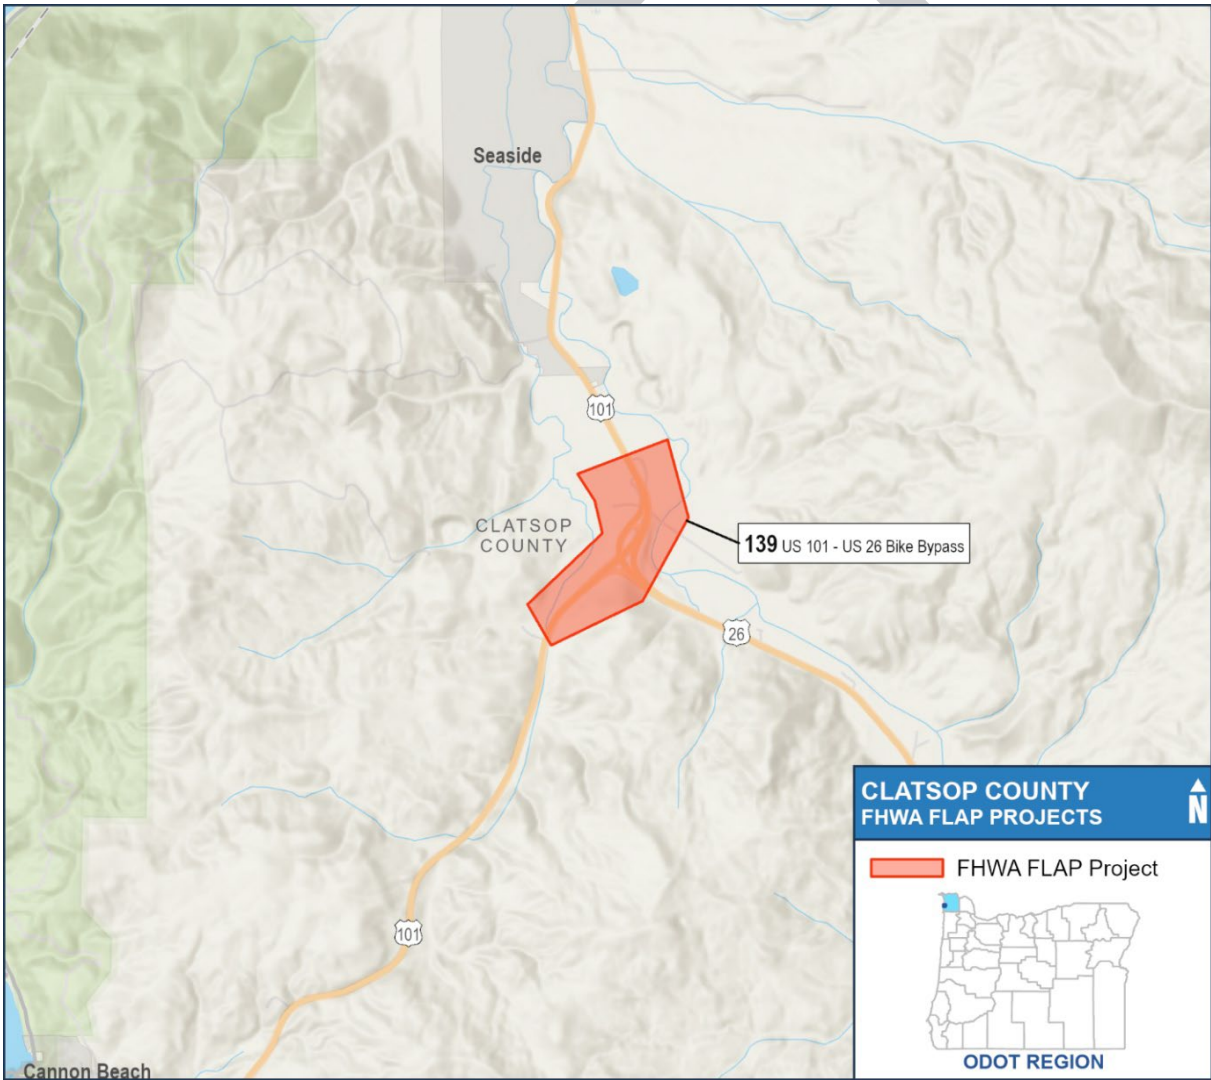 Seaside
101
CLATSOP
COUNTY
139 US 101 - US 26 Bike Bypass
26
101
Cannon Beach
CLATSOP COUNTY
FHWA FLAP PROJECTS
N
FHWA FLAP Project
ODOT REGION